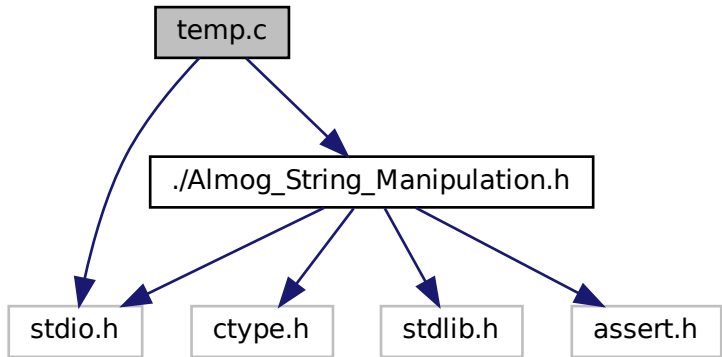 temp.c
./Almog_String_Manipulation.h
stdio.h
ctype.h
stdlib.h
assert.h